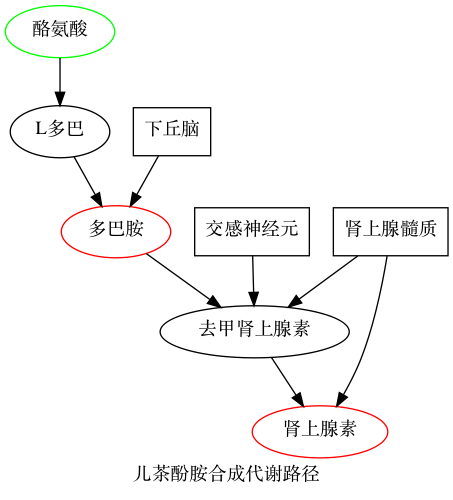 酪氨酸
L多巴
下丘脑
多巴胺
交感神经元
肾上腺髓质
去甲肾上腺素
肾上腺素
儿茶酚胺合成代谢路径